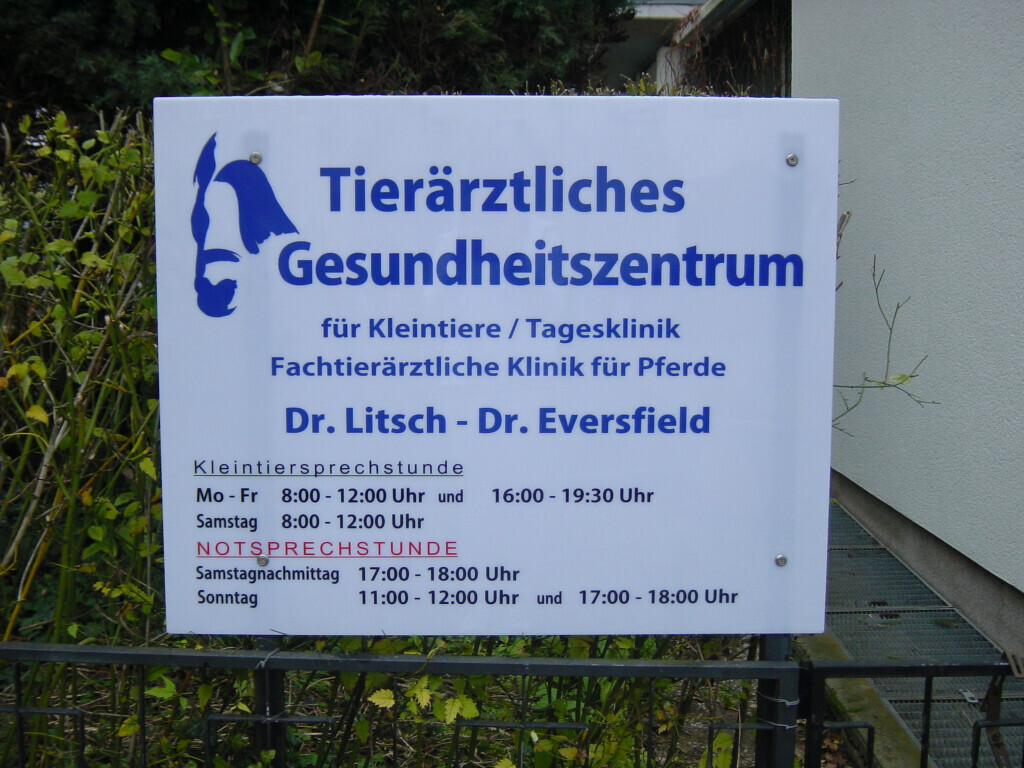 Tierärztliches
Gesundheitszentrum
für Kleintiere / Tagesklinik
Fachtierärztliche Klinik für Pferde
Dr. Litsch - Dr. Eversfield
Kleintiersprechstunde
Mo - Fr 8:00 - 12:00 Uhr und 16:00 - 19:30 Uhr
Samstag 8:00 - 12:00 Uhr
NOTSPRECHSTUNDE
Samstagnachmittag 17:00 - 18:00 Uhr
Sonntag 11:00 - 12:00 Uhr und 17:00 - 18:00 Uhr